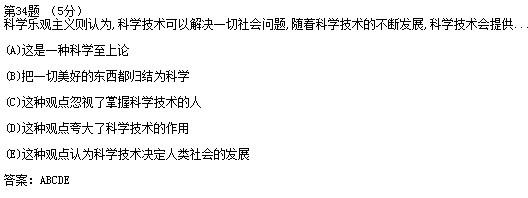 第34题 (5分)
科学乐观主义则认为,科学技术可以解决一切社会问题,随着科学技术的不断发展,科学技术会提供...
(A)这是一种科学至上论
(B)把一切美好的东西都归结为科学
(C)这种观点忽视了掌握科学技术的人
(D)这种观点夸大了科学技术的作用
(E)这种观点认为科学技术决定人类社会的发展
答案：ABCDE